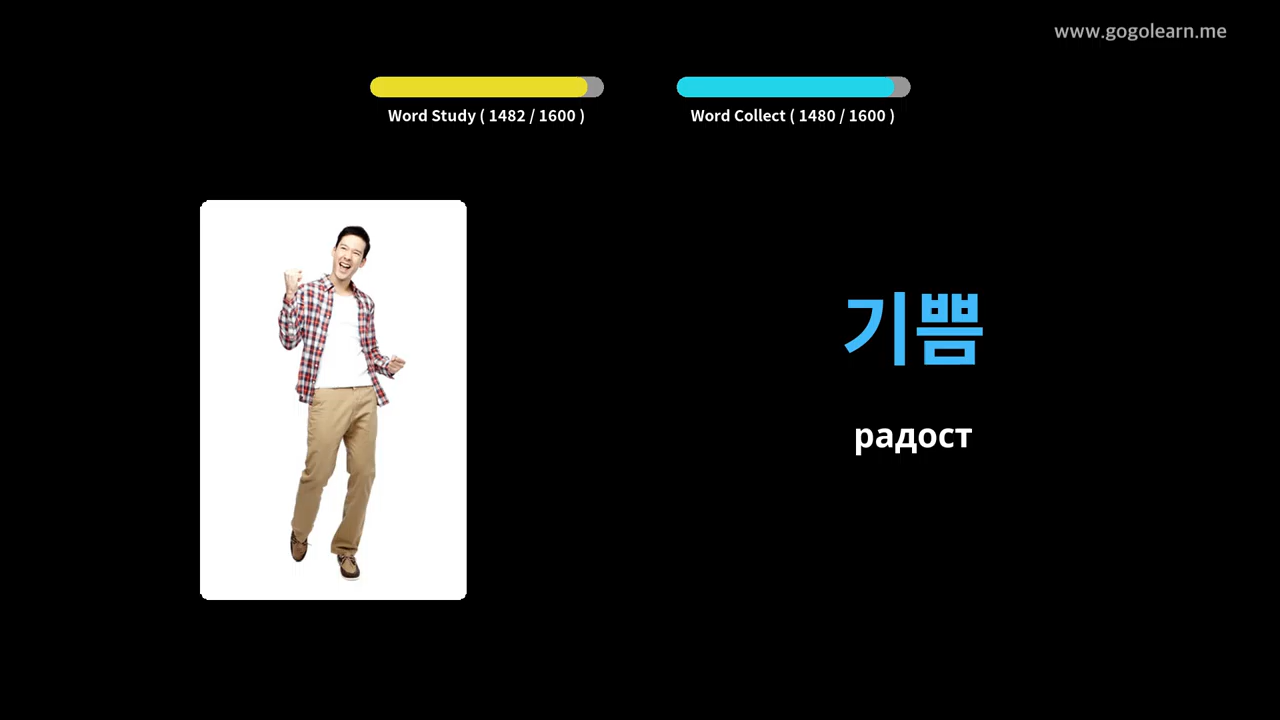 www.gogolearn.me
Word Study ( 1482 / 1600 )
Word Collect ( 1480 / 1600 )
기쁨
радост